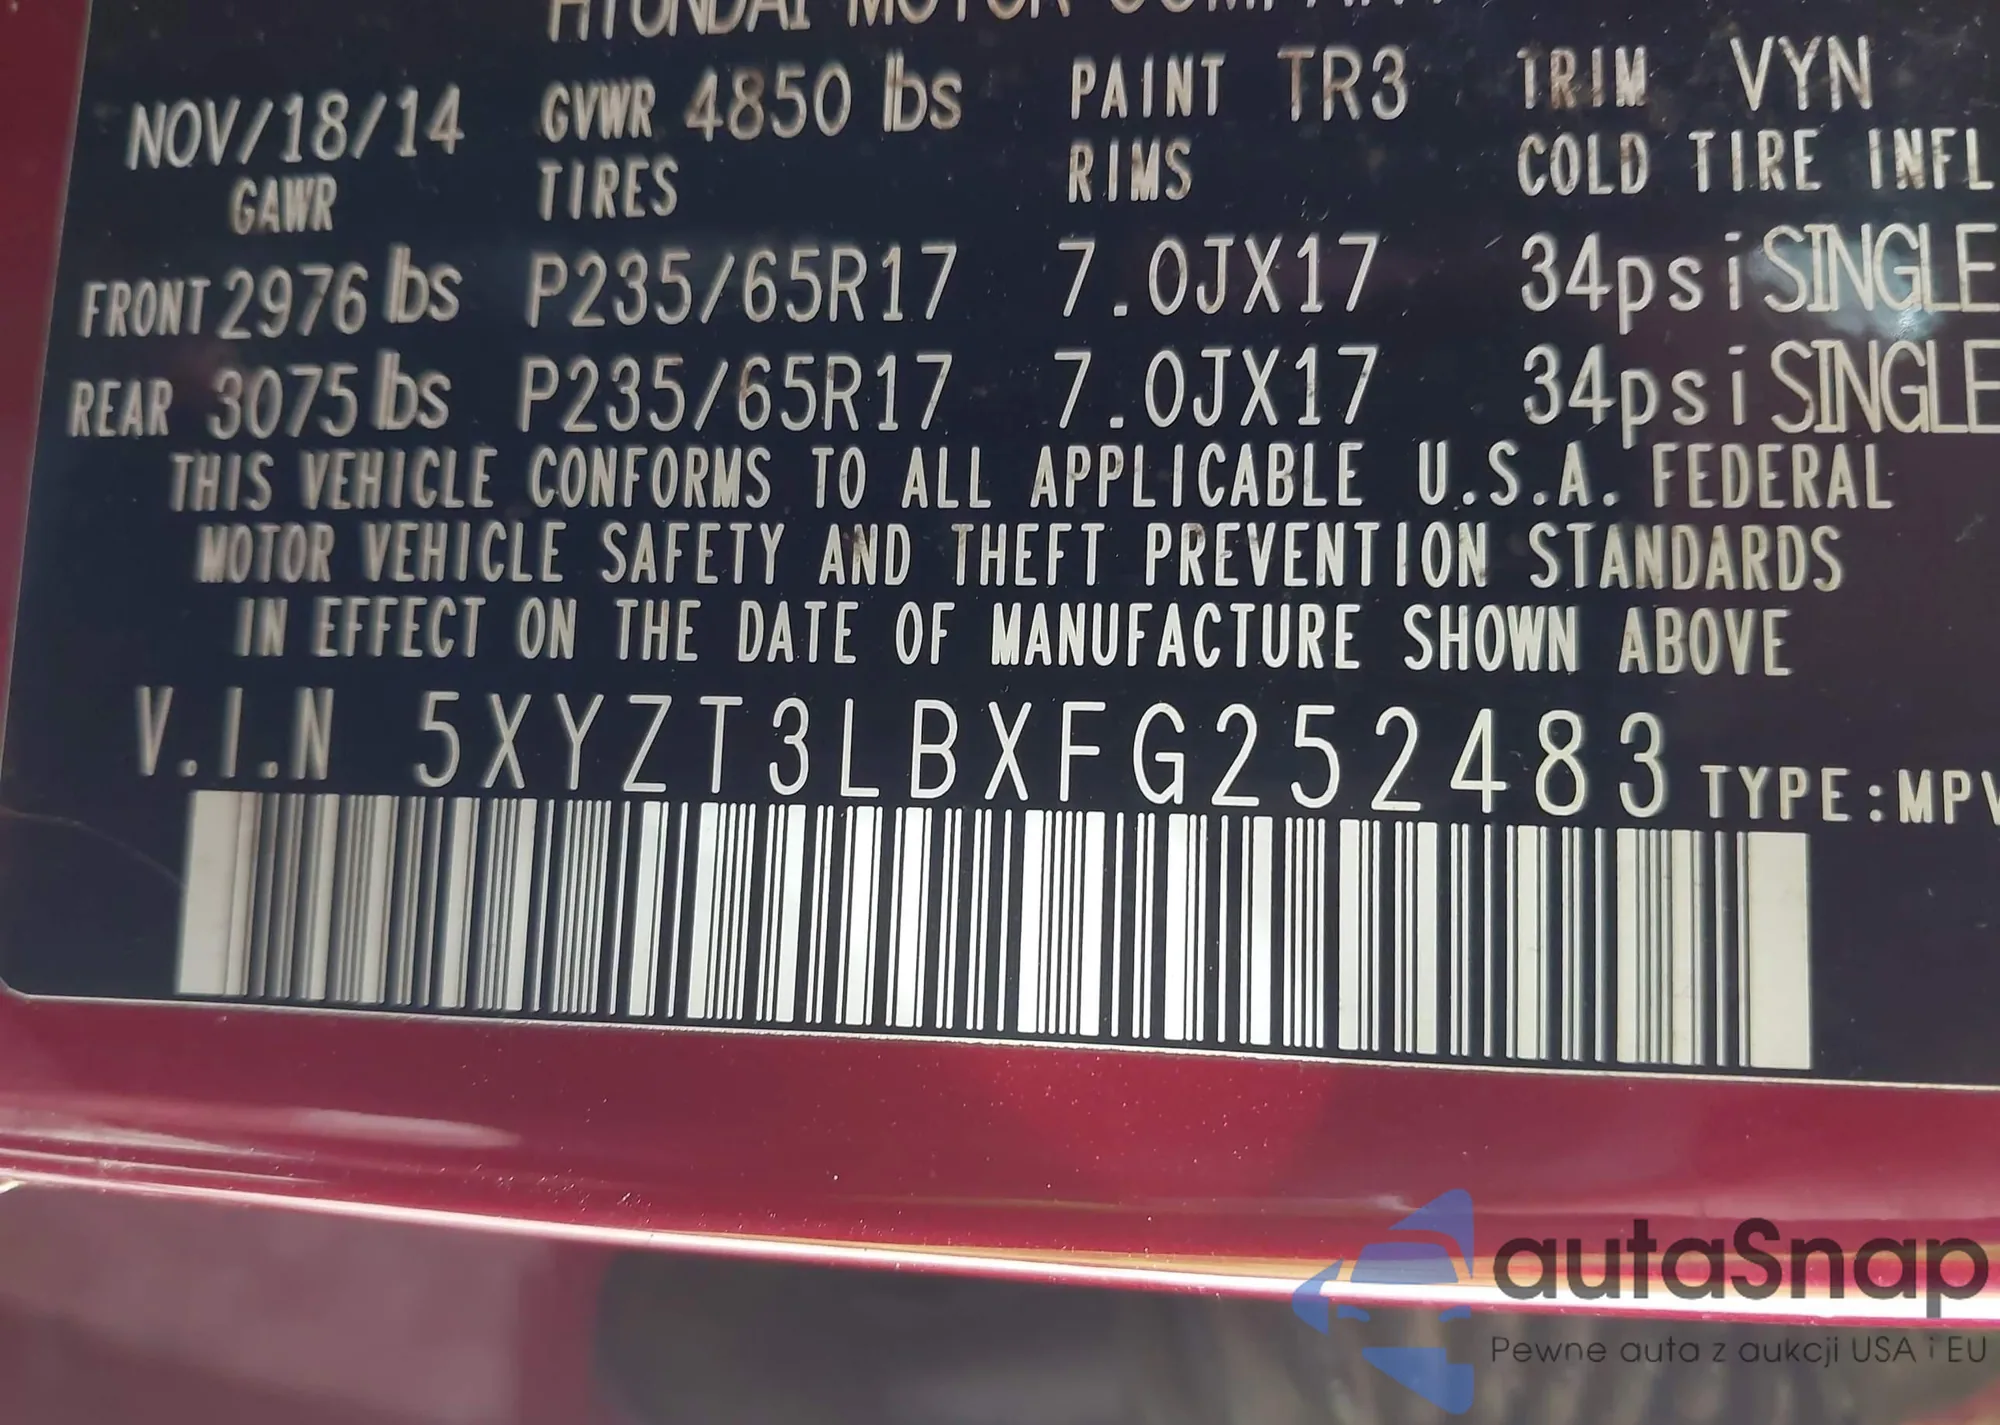 HYUNDAI MOTOR COMPANY
NOV/18/14 GVWR 4850 lbs PAINT TR3 TRIM VYN
GAWR TIRES RIMS COLD TIRE INFL
FRONT 2976 lbs P235/65R17 7.0JX17 34psi SINGLE
REAR 3075 lbs P235/65R17 7.0JX17 34psi SINGLE
THIS VEHICLE CONFORMS TO ALL APPLICABLE U.S.A. FEDERAL
MOTOR VEHICLE SAFETY AND THEFT PREVENTION STANDARDS
IN EFFECT ON THE DATE OF MANUFACTURE SHOWN ABOVE
V.I.N 5XYZT3LBXFG252483 TYPE:MPV
autaSnap
Pewne auta z aukcji USA i EU